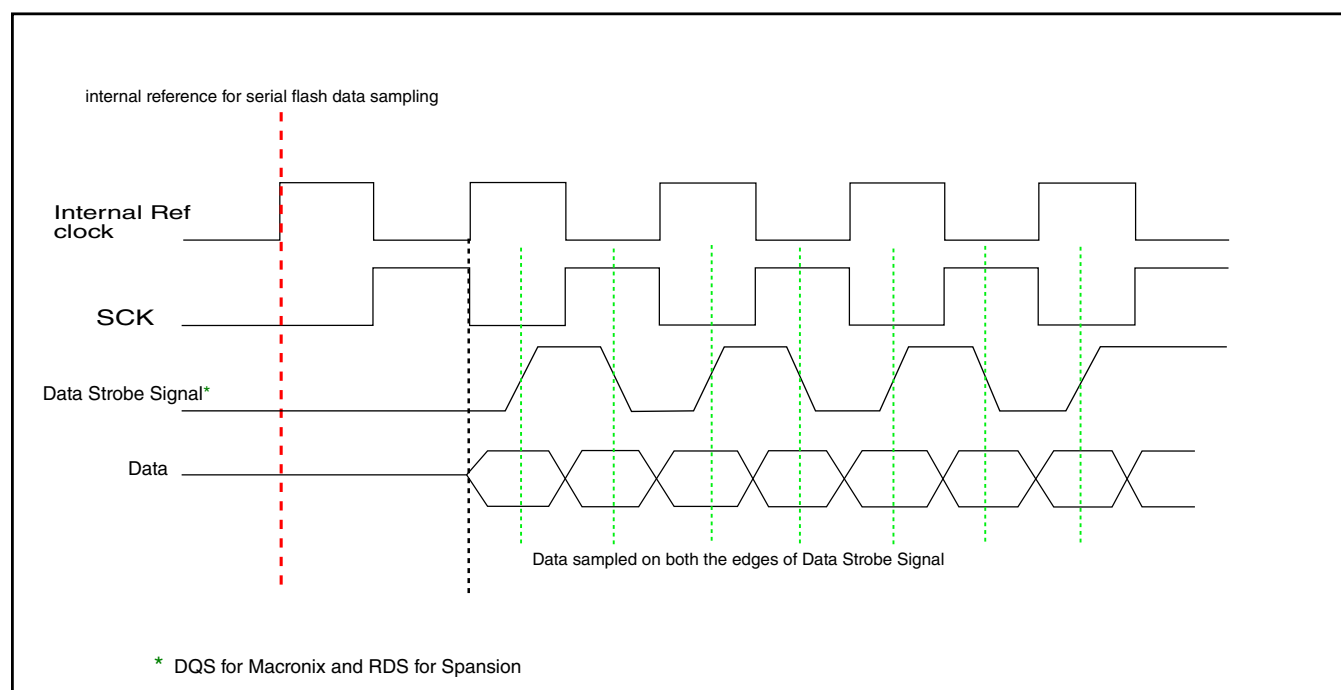 internal reference for serial flash data sampling
Internal Ref
clock
SCK
Data Strobe Signal*
Data
Data sampled on both the edges of Data Strobe Signal
* DQS for Macronix and RDS for Spansion